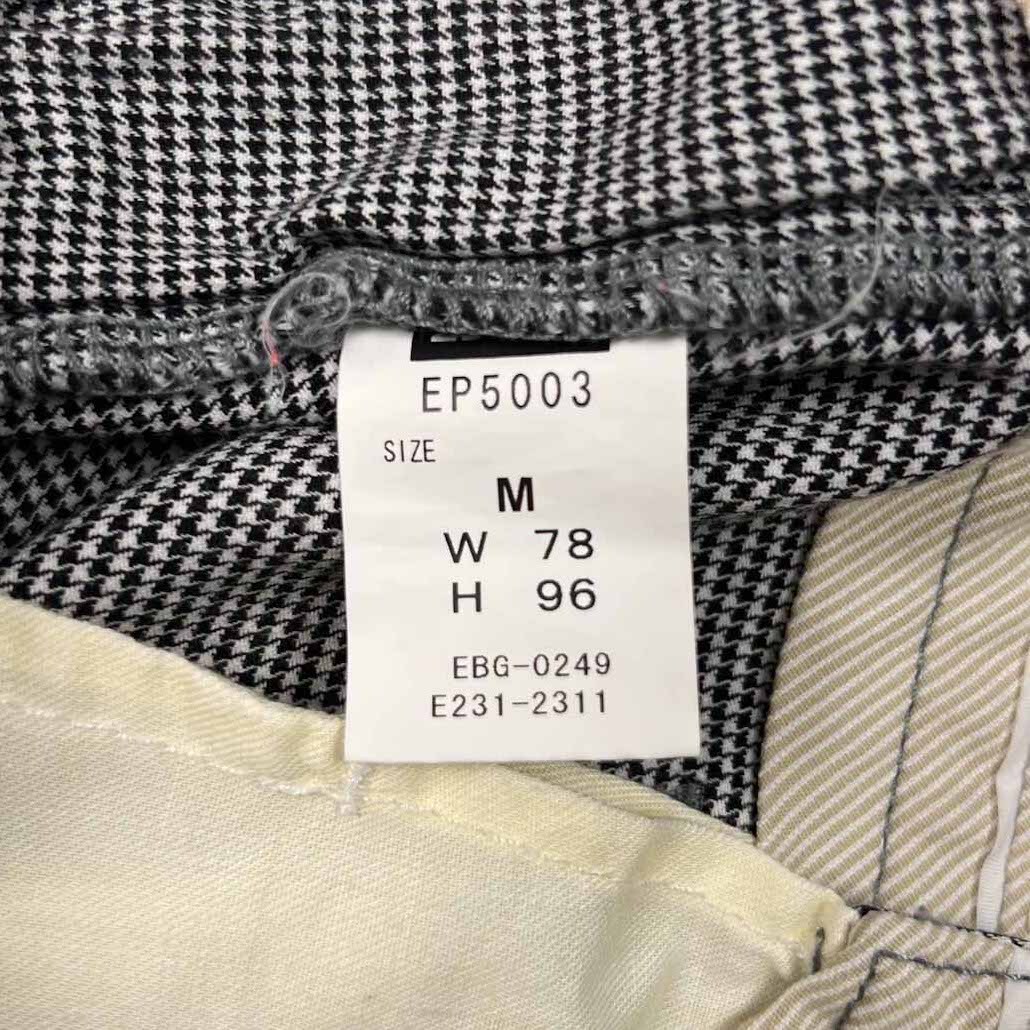 EP5003
SIZE
M
W 78
H 96
EBG-0249
E231-2311